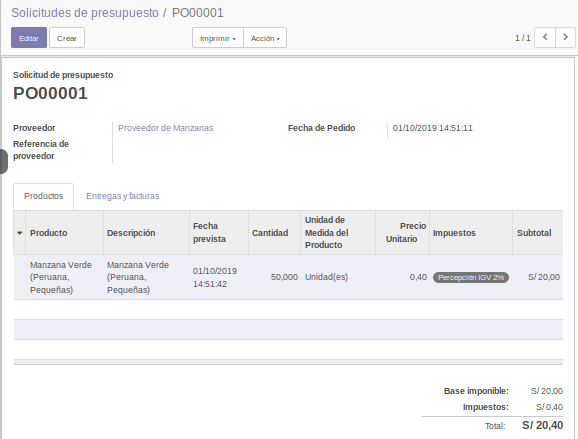 Solicitudes de presupuesto / PO00001
Editar Crear Imprimir Acción 1 / 1
Solicitud de presupuesto
PO00001
Proveedor Proveedor de Manzanas Fecha de Pedido 01/10/2019 14:51:11
Referencia de
proveedor
Productos Entregas y facturas
Producto Descripción Fecha prevista Cantidad Unidad de Medida del Producto Precio Unitario Impuestos Subtotal
Manzana Verde (Peruana, Pequeñas) Manzana Verde (Peruana, Pequeñas) 01/10/2019 14:51:42 50,000 Unidad(es) 0,40 Percepción IGV 2% S/ 20,00
Base imponible: S/ 20,00
Impuestos: S/ 0,40
Total: S/ 20,40